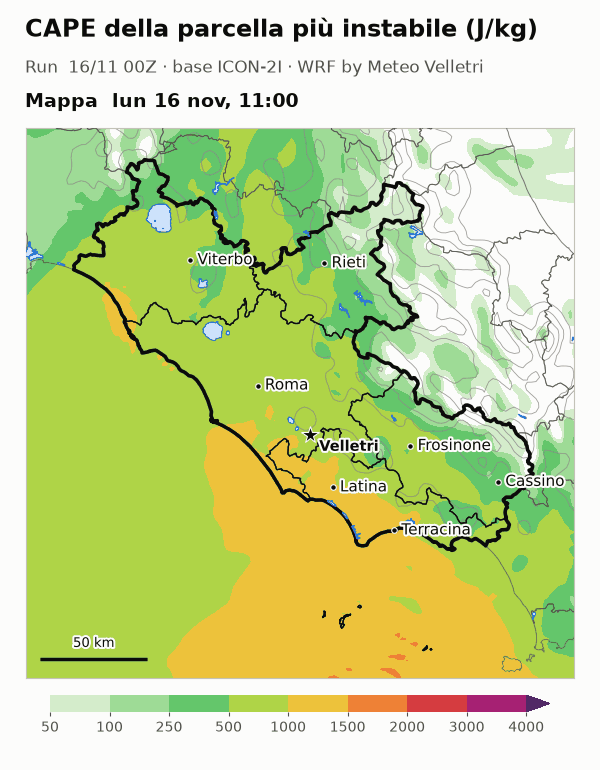 CAPE della parcella più instabile (J/kg)
Run 16/11 00Z · base ICON-2I · WRF by Meteo Velletri
Mappa lun 16 nov, 11:00
Viterbo
Rieti
Roma
Velletri
Frosinone
Cassino
Latina
Terracina
50 km
50 100 250 500 1000 1500 2000 3000 4000